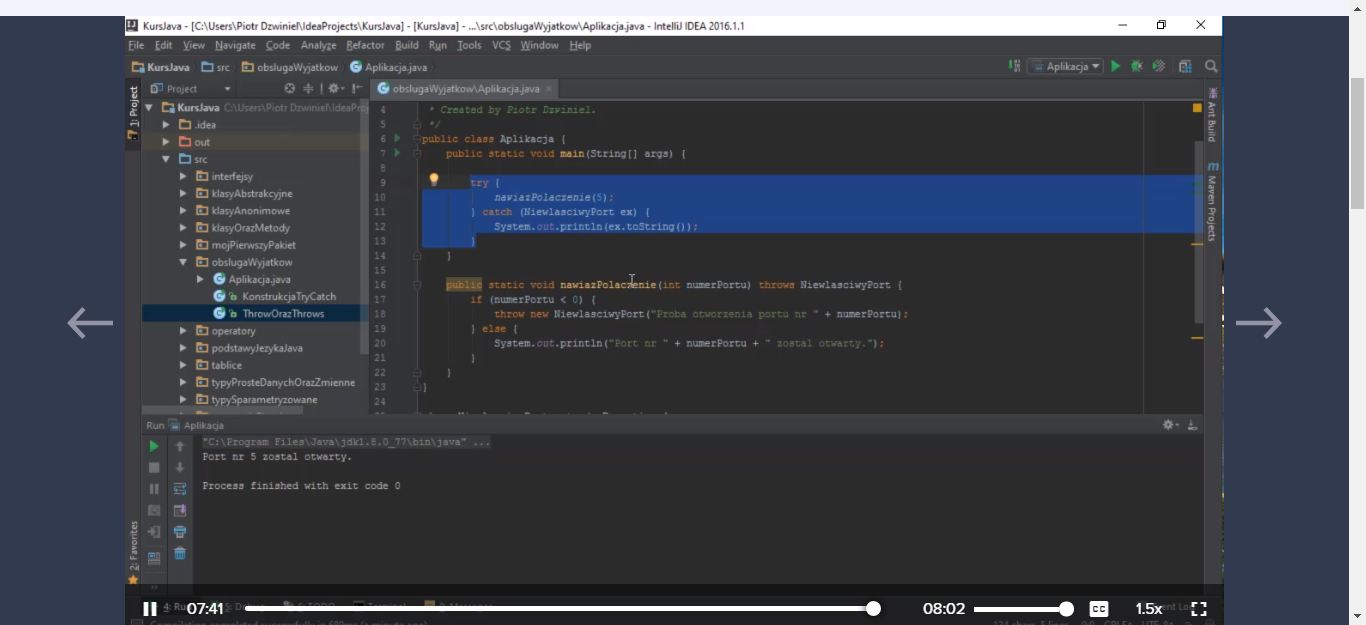 KursJava - [C:\Users\Piotr Dzwiniel\IdeaProjects\KursJava] - [KursJava] - ...\src\obslugaWyjatkow\Aplikacja.java - IntelliJ IDEA 2016.1.1
File Edit View Navigate Code Analyze Refactor Build Run Tools VCS Window Help
KursJava src obslugaWyjatkow Aplikacja.java
Aplikacja
1: Project
Project
obslugaWyjatkow\Aplikacja.java
Ant Build
Maven Projects
KursJava C:\Users\Piotr Dzwiniel\IdeaProj
.idea
out
src
interfejsy
klasyAbstrakcyjne
klasyAnonimowe
klasyOrazMetody
mojPierwszyPakiet
obslugaWyjatkow
Aplikacja.java
KonstrukcjaTryCatch
ThrowOrazThrows
operatory
podstawyJezykaJava
tablice
typyProsteDanychOrazZmienne
typySparametryzowane
4 * Created by Piotr Dzwiniel.
5 */
6 public class Aplikacja {
7 public static void main(String[] args) {
8
9 try {
10 nawiazPolaczenie(5);
11 } catch (NiewlasciwyPort ex) {
12 System.out.println(ex.toString());
13 }
14 }
15
16 public static void nawiazPolaczenie(int numerPortu) throws NiewlasciwyPort {
17 if (numerPortu < 0) {
18 throw new NiewlasciwyPort("Proba otworzenia portu nr " + numerPortu);
19 } else {
20 System.out.println("Port nr " + numerPortu + " zostal otwarty.");
21 }
22 }
23 }
24
Run Aplikacja
"C:\Program Files\Java\jdk1.8.0_77\bin\java" ...
Port nr 5 zostal otwarty.
Process finished with exit code 0
2: Favorites
07:41 08:02 CC 1.5x